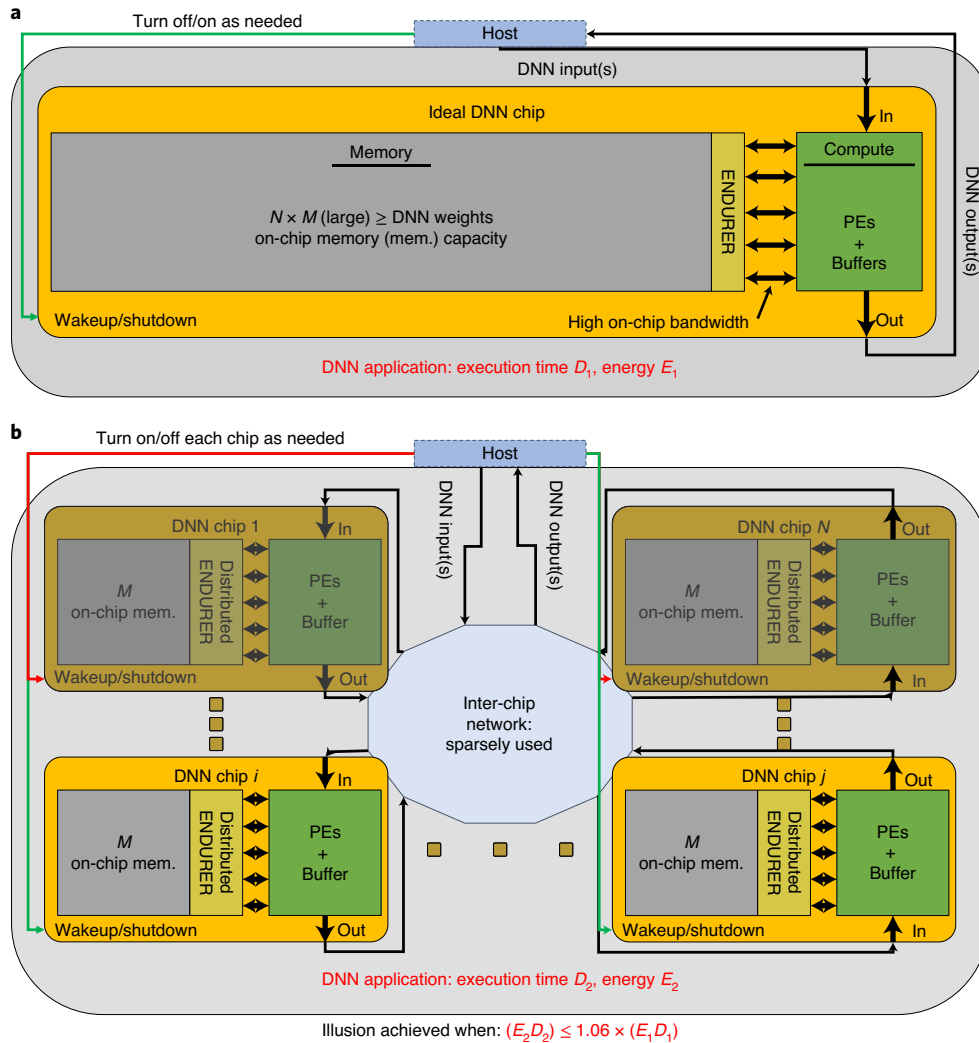 a
Turn off/on as needed
Host
DNN input(s)
Ideal DNN chip
In
Memory
Compute
N × M (large) ≥ DNN weights
on-chip memory (mem.) capacity
ENDURER
PEs
+
Buffers
DNN output(s)
High on-chip bandwidth
Wakeup/shutdown
Out
DNN application: execution time D1, energy E1
b
Turn on/off each chip as needed
Host
DNN input(s)
DNN output(s)
DNN chip 1
In
M
on-chip mem.
Distributed
ENDURER
PEs
+
Buffer
Wakeup/shutdown
Out
DNN chip N
Out
M
on-chip mem.
Distributed
ENDURER
PEs
+
Buffer
Wakeup/shutdown
In
Inter-chip
network:
sparsely used
DNN chip i
In
M
on-chip mem.
Distributed
ENDURER
PEs
+
Buffer
Wakeup/shutdown
Out
DNN chip j
Out
M
on-chip mem.
Distributed
ENDURER
PEs
+
Buffer
Wakeup/shutdown
In
DNN application: execution time D2, energy E2
Illusion achieved when: (E2D2) ≤ 1.06 × (E1D1)